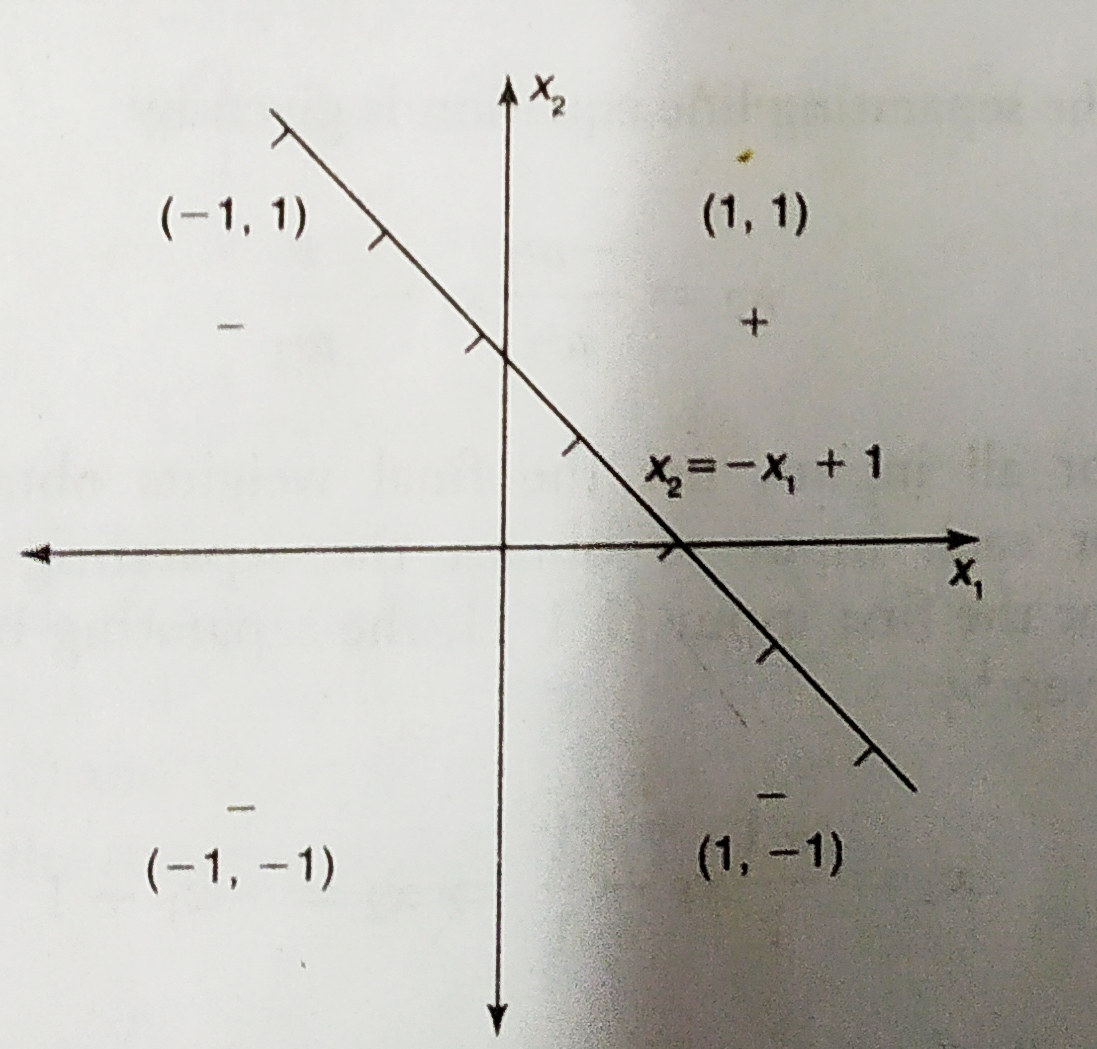 x₂
(−1, 1)
(1, 1)
−
+
x₂=−x₁ + 1
x₁
−
−
(−1, −1)
(1, −1)